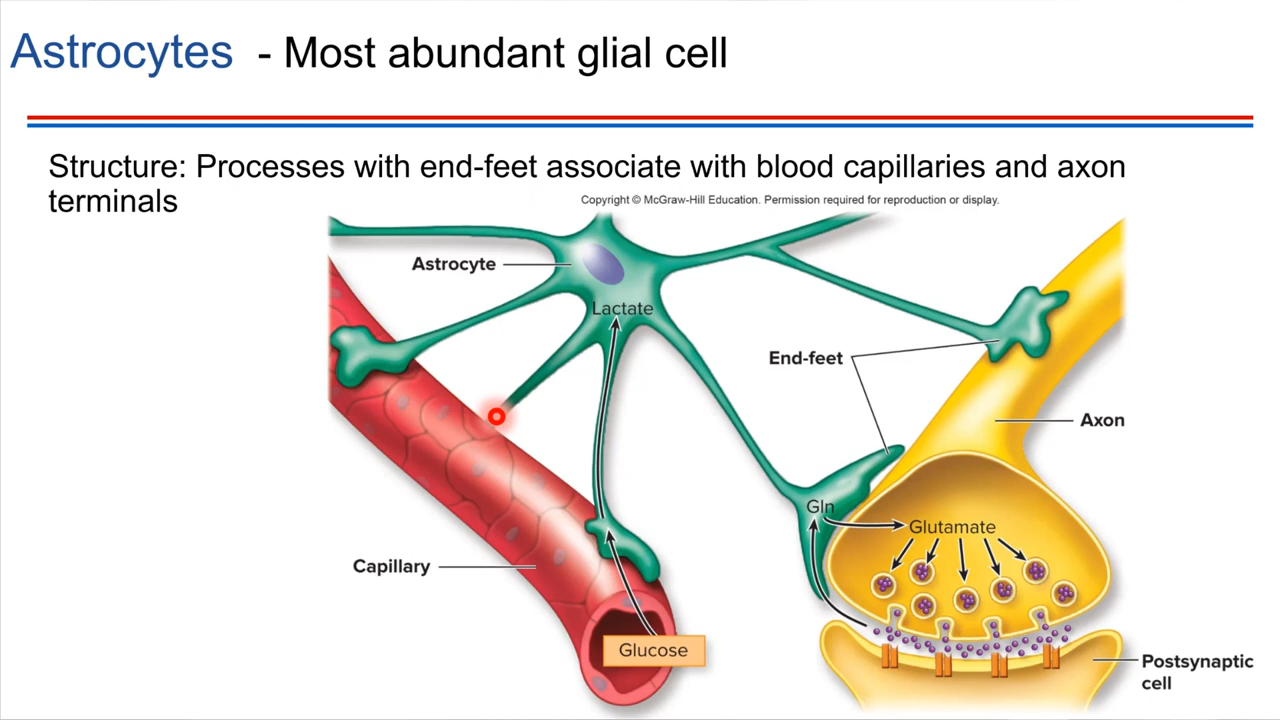 Astrocytes - Most abundant glial cell
Structure: Processes with end-feet associate with blood capillaries and axon
terminals
Copyright © McGraw-Hill Education. Permission required for reproduction or display.
Astrocyte
Lactate
End-feet
Axon
Gln
Glutamate
Capillary
Glucose
Postsynaptic
cell